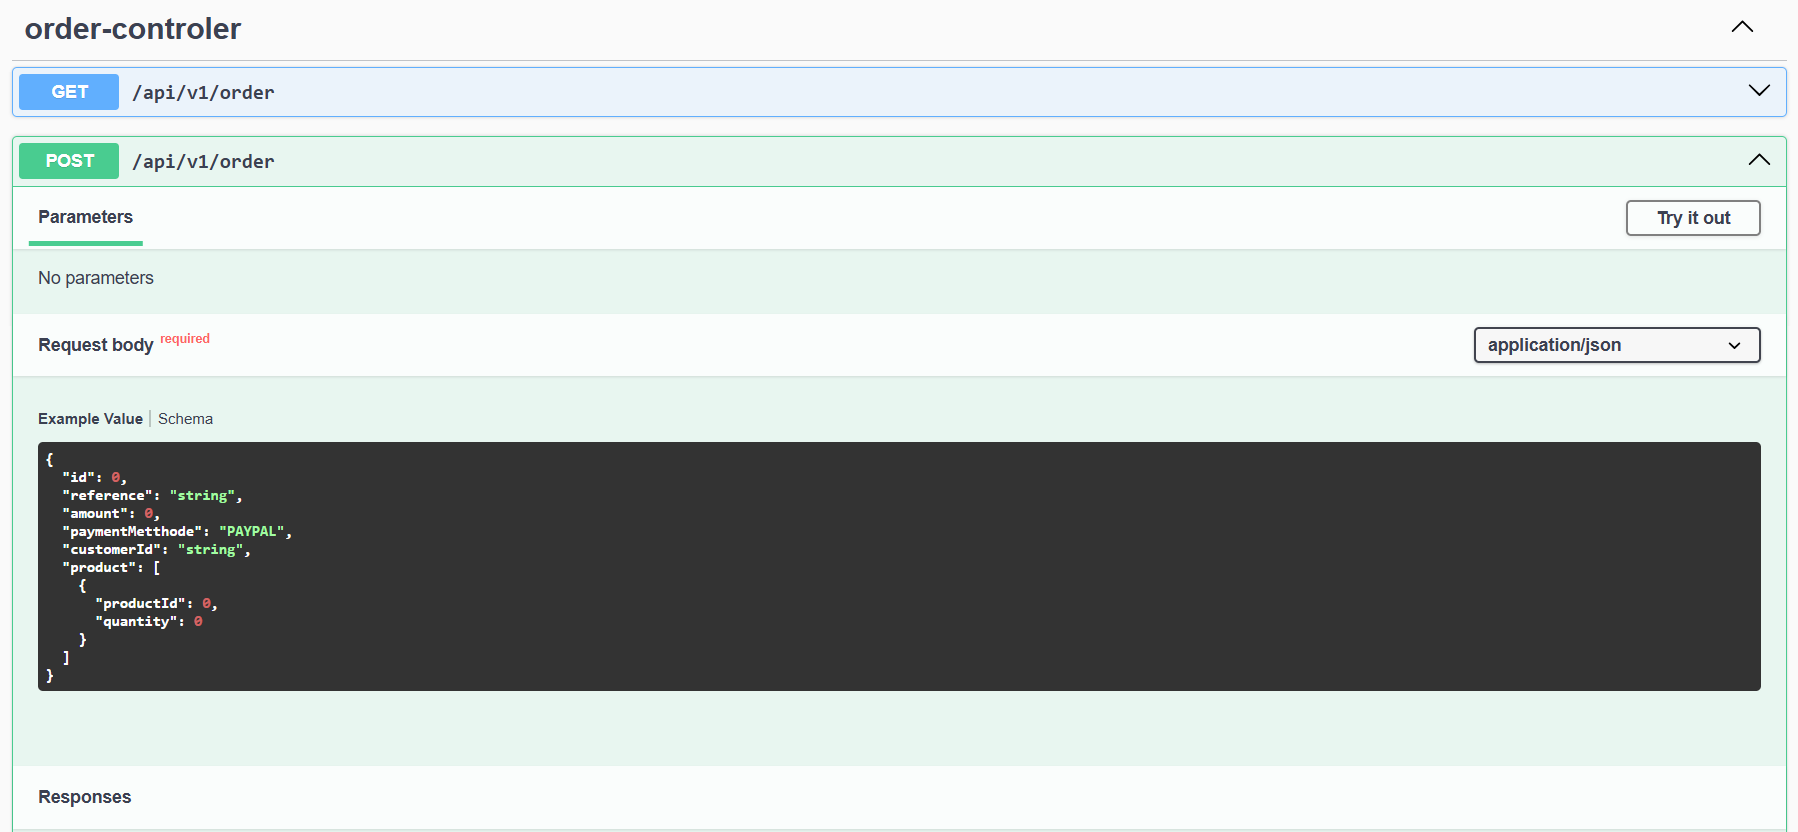 order-controler
GET /api/v1/order
POST /api/v1/order
Parameters
Try it out
No parameters
Request body required
application/json
Example Value | Schema
{
  "id": 0,
  "reference": "string",
  "amount": 0,
  "paymentMetthode": "PAYPAL",
  "customerId": "string",
  "product": [
    {
      "productId": 0,
      "quantity": 0
    }
  ]
}
Responses